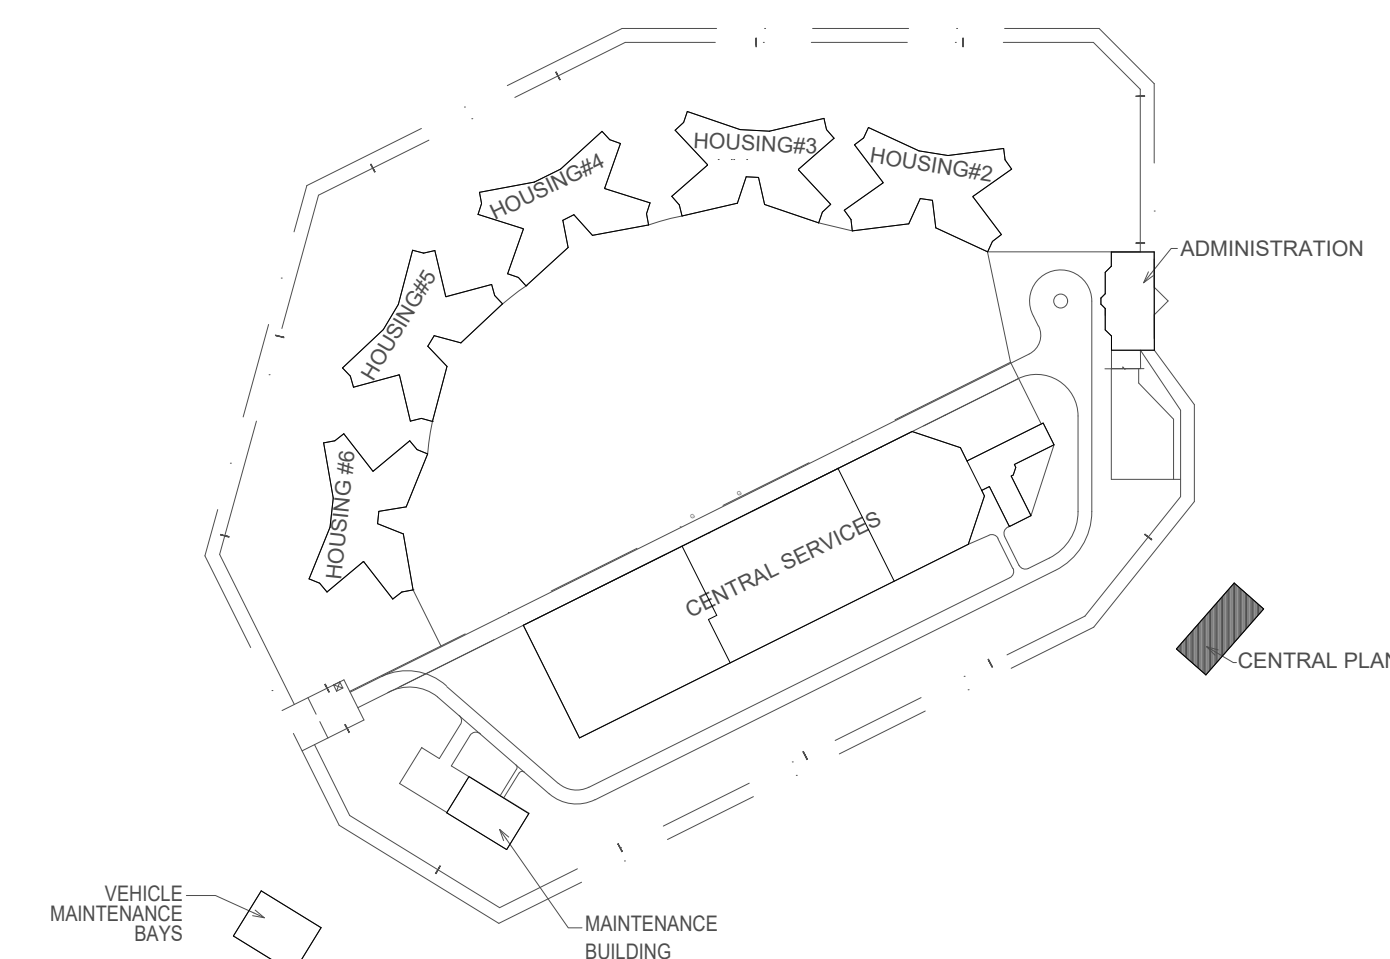 HOUSING#3
HOUSING#2
HOUSING#4
ADMINISTRATION
HOUSING#5
HOUSING #6
CENTRAL SERVICES
CENTRAL PLAN
VEHICLE
MAINTENANCE
BAYS
MAINTENANCE
BUILDING